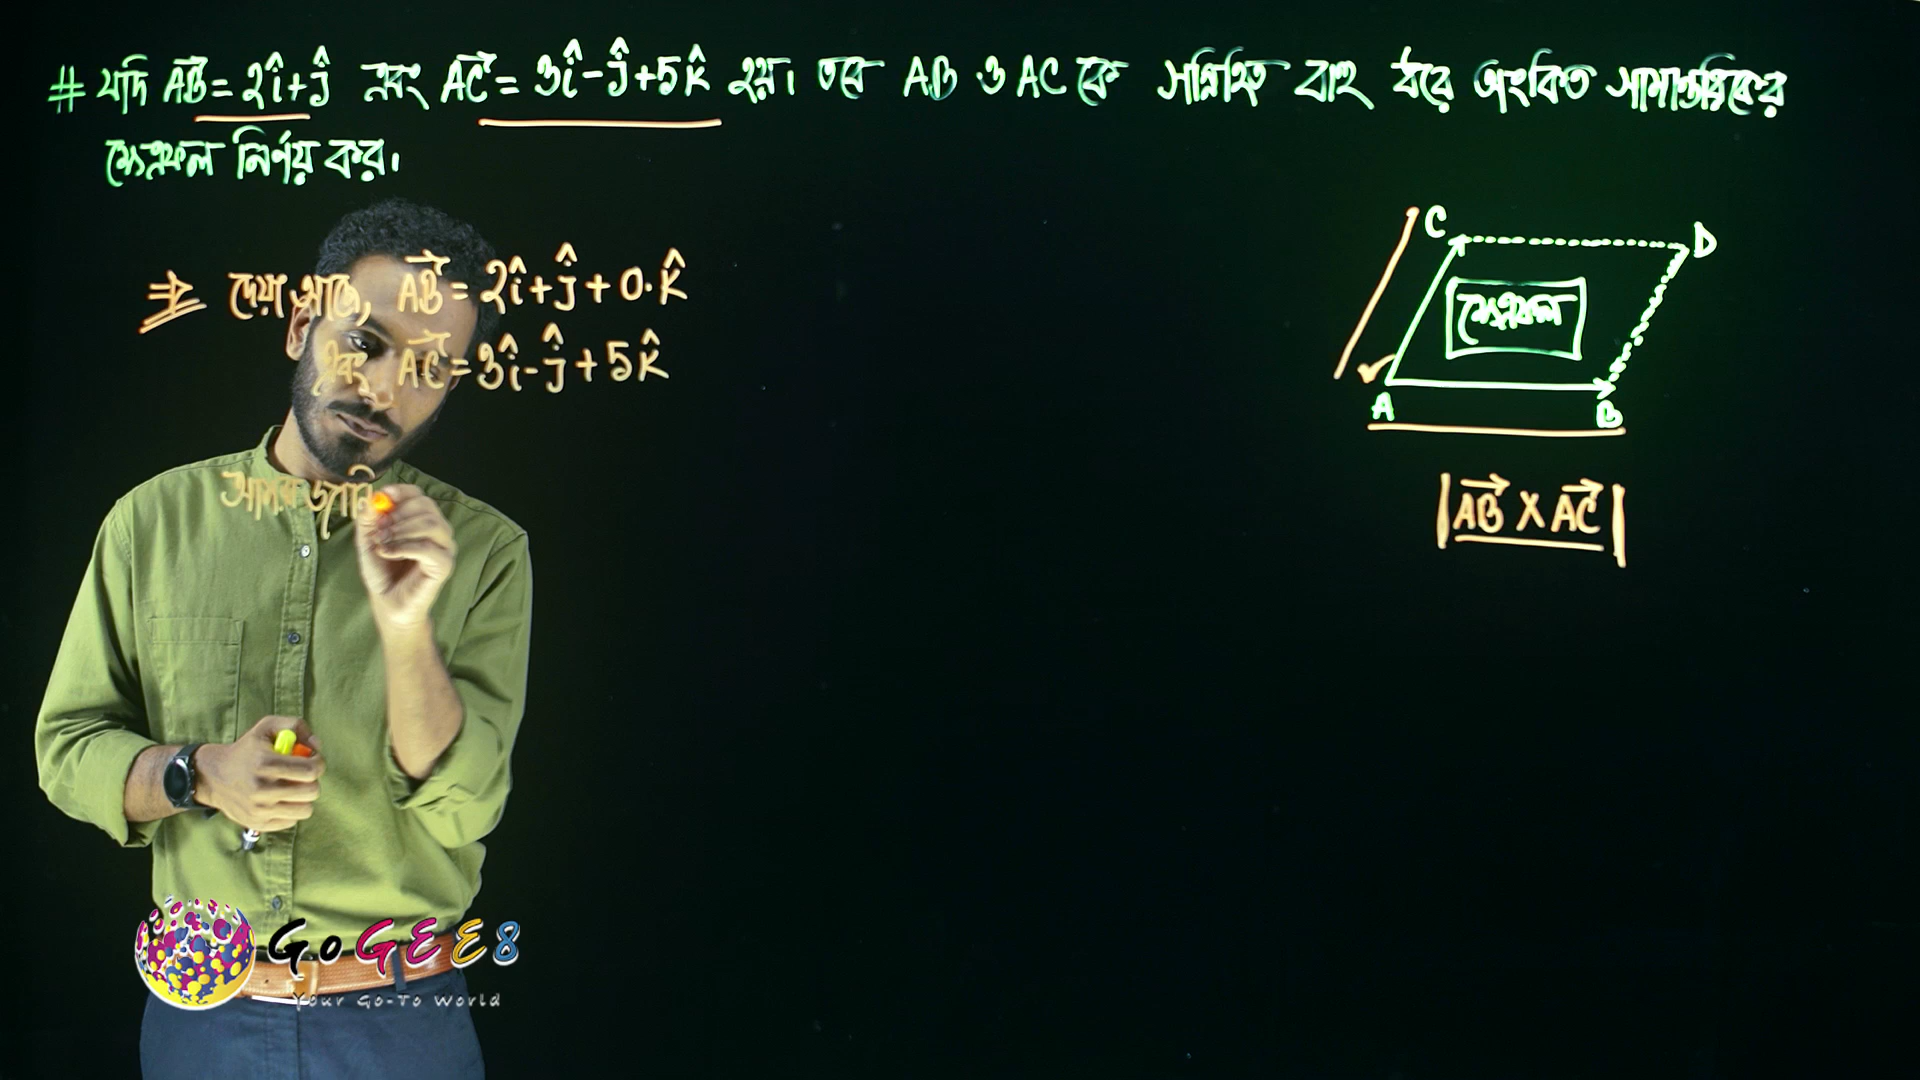 # যদি AB→ = 2î+ĵ এবং AC→ = 3î-ĵ+5k̂ হয়। তবে AB ও AC কে সন্নিহিত বাহু ধরে অংকিত সামান্তরিকের
ক্ষেত্রফল নির্ণয় কর।
⇒ দেয়া আছে, AB→ = 2î+ĵ+0.k̂
এবং AC→ = 3î-ĵ+5k̂
আমরা জানি
C D
ক্ষেত্রফল
A B
|AB→ X AC→|
GOGEE8
Your Go-To World